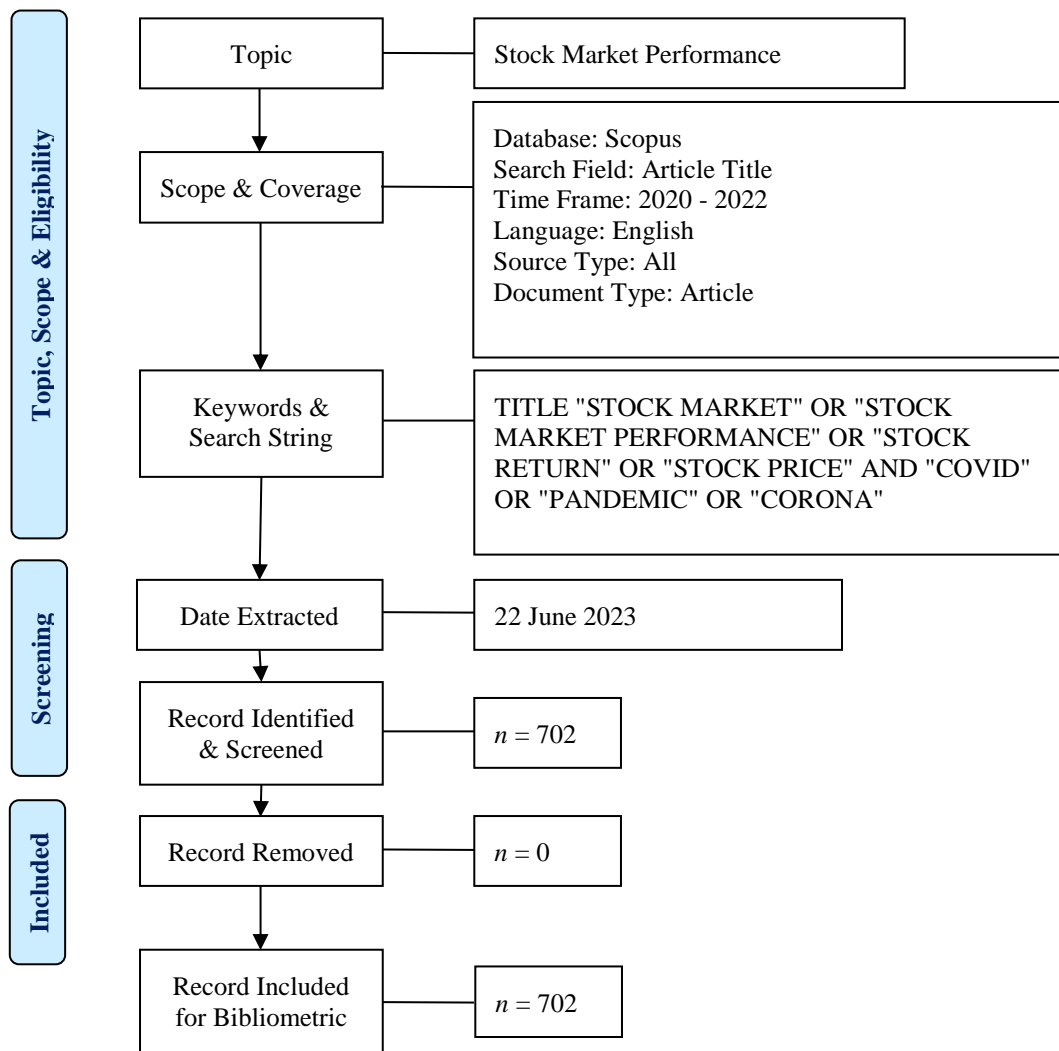 Topic, Scope & Eligibility
Topic
Stock Market Performance
Scope & Coverage
Database: Scopus
Search Field: Article Title
Time Frame: 2020 - 2022
Language: English
Source Type: All
Document Type: Article
Keywords &
Search String
TITLE "STOCK MARKET" OR "STOCK
MARKET PERFORMANCE" OR "STOCK
RETURN" OR "STOCK PRICE" AND "COVID"
OR "PANDEMIC" OR "CORONA"
Screening
Date Extracted
22 June 2023
Record Identified
& Screened
n = 702
Included
Record Removed
n = 0
Record Included
for Bibliometric
n = 702